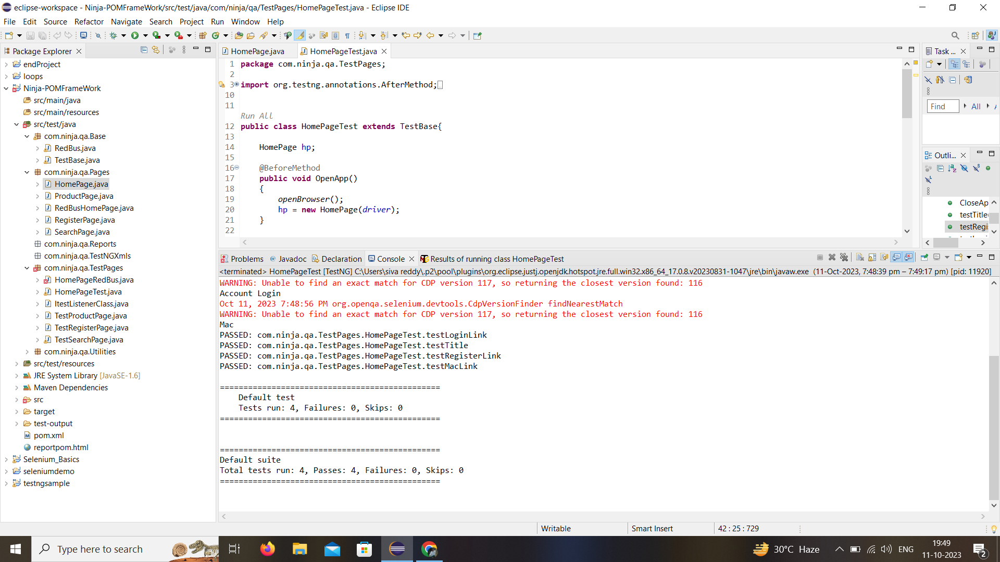 eclipse-workspace - Ninja-POMFrameWork/src/test/java/com/ninja/qa/TestPages/HomePageTest.java - Eclipse IDE
File Edit Source Refactor Navigate Search Project Run Window Help
Package Explorer
endProject
loops
Ninja-POMFrameWork
src/main/java
src/main/resources
src/test/java
com.ninja.qa.Base
RedBus.java
TestBase.java
com.ninja.qa.Pages
HomePage.java
ProductPage.java
RedBusHomePage.java
RegisterPage.java
SearchPage.java
com.ninja.qa.Reports
com.ninja.qa.TestNGXmls
com.ninja.qa.TestPages
HomePageRedBus.java
HomePageTest.java
ItestListenerClass.java
TestProductPage.java
TestRegisterPage.java
TestSearchPage.java
com.ninja.qa.Utilities
src/test/resources
JRE System Library [JavaSE-1.6]
Maven Dependencies
src
target
test-output
pom.xml
reportpom.html
Selenium_Basics
seleniumdemo
testngsample
HomePage.java HomePageTest.java
1 package com.ninja.qa.TestPages;
2
3 import org.testng.annotations.AfterMethod;
10
11
Run All
12 public class HomePageTest extends TestBase{
13
14 HomePage hp;
15
16 @BeforeMethod
17 public void OpenApp()
18 {
19 openBrowser();
20 hp = new HomePage(driver);
21 }
22
Task ...
Find All
Outli...
CloseAp
testTitle
testRegi
Problems Javadoc Declaration Console Results of running class HomePageTest
<terminated> HomePageTest [TestNG] C:\Users\siva reddy\.p2\pool\plugins\org.eclipse.justj.openjdk.hotspot.jre.full.win32.x86_64_17.0.8.v20230831-1047\jre\bin\javaw.exe (11-Oct-2023, 7:48:39 pm – 7:49:17 pm) [pid: 11920]
WARNING: Unable to find an exact match for CDP version 117, so returning the closest version found: 116
Account Login
Oct 11, 2023 7:48:56 PM org.openqa.selenium.devtools.CdpVersionFinder findNearestMatch
WARNING: Unable to find an exact match for CDP version 117, so returning the closest version found: 116
Mac
PASSED: com.ninja.qa.TestPages.HomePageTest.testLoginLink
PASSED: com.ninja.qa.TestPages.HomePageTest.testTitle
PASSED: com.ninja.qa.TestPages.HomePageTest.testRegisterLink
PASSED: com.ninja.qa.TestPages.HomePageTest.testMacLink
===============================================
Default test
Tests run: 4, Failures: 0, Skips: 0
===============================================
===============================================
Default suite
Total tests run: 4, Passes: 4, Failures: 0, Skips: 0
===============================================
Writable Smart Insert 42 : 25 : 729
Type here to search
30°C Haze
ENG
19:49
11-10-2023
2